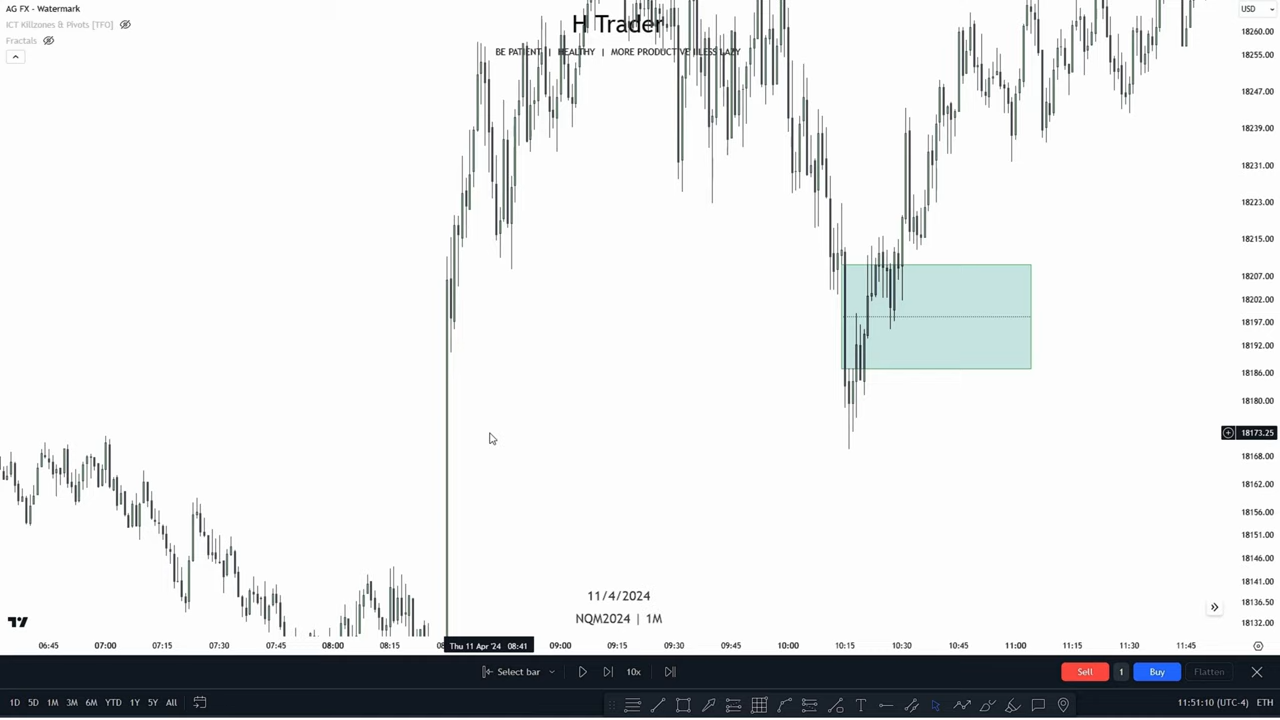 AG FX - Watermark
ICT Killzones & Pivots [TFO]
Fractals
H Trader
BE PATIENT | HEALTHY | MORE PRODUCTIVE | LESS LAZY
USD
18260.00
18255.00
18247.00
18239.00
18231.00
18223.00
18215.00
18207.00
18202.00
18197.00
18192.00
18186.00
18180.00
18173.25
18168.00
18162.00
18156.00
18151.00
18146.00
18141.00
18136.50
18132.00
11/4/2024
NQM2024 | 1M
06:45 07:00 07:15 07:30 07:45 08:00 08:15 Thu 11 Apr '24 08:41 09:00 09:15 09:30 09:45 10:00 10:15 10:30 10:45 11:00 11:15 11:30 11:45
Select bar 10x Sell 1 Buy Flatten
1D 5D 1M 3M 6M YTD 1Y 5Y All 11:51:10 (UTC-4) ETH